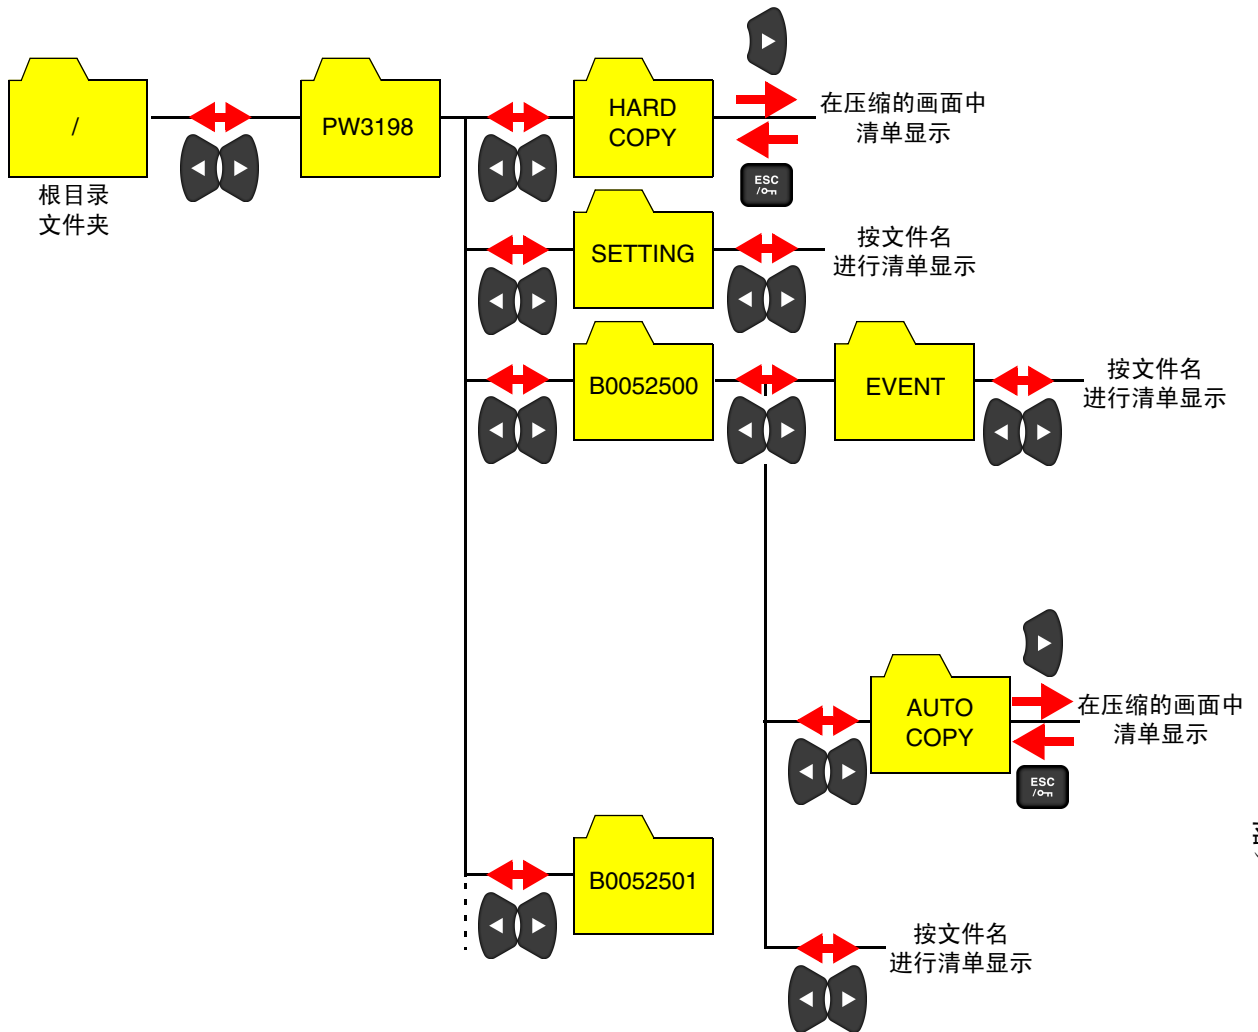 /
根目录
文件夹
PW3198
HARD
COPY
ESC
/
在压缩的画面中
清单显示
SETTING
按文件名
进行清单显示
B0052500
EVENT
按文件名
进行清单显示
AUTO
COPY
ESC
/
在压缩的画面中
清单显示
B0052501
按文件名
进行清单显示